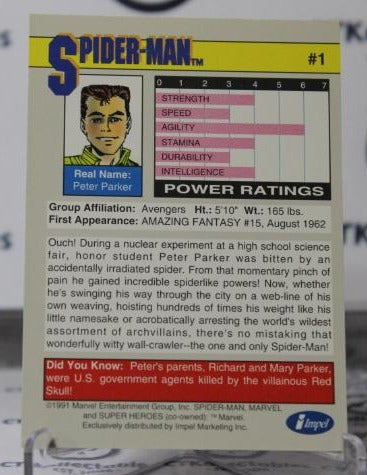 SPIDER-MAN™
#1
0 1 2 3 4 5 6 7
STRENGTH
SPEED
AGILITY
STAMINA
DURABILITY
INTELLIGENCE
Real Name:
Peter Parker
POWER RATINGS
Group Affiliation: Avengers Ht.: 5'10" Wt.: 165 lbs.
First Appearance: AMAZING FANTASY #15, August 1962
Ouch! During a nuclear experiment at a high school science
fair, honor student Peter Parker was bitten by an
accidentally irradiated spider. From that momentary pinch of
pain he gained incredible spiderlike powers! Now, whether
he's swinging his way through the city on a web-line of his
own weaving, hoisting hundreds of times his weight like his
little namesake or acrobatically arresting the world's wildest
assortment of archvillains, there's no mistaking that
wonderfully witty wall-crawler--the one and only Spider-Man!
Did You Know: Peter's parents, Richard and Mary Parker,
were U.S. government agents killed by the villainous Red
Skull!
©1991 Marvel Entertainment Group, Inc. SPIDER-MAN, MARVEL
and SUPER HEROES (co-owned): ™ Marvel.
Exclusively distributed by Impel Marketing Inc.
Impel